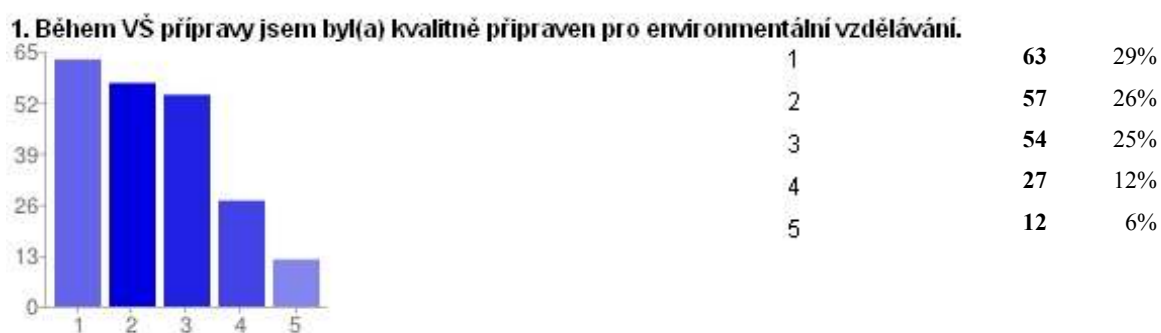 1. Během VŠ přípravy jsem byl(a) kvalitně připraven pro environmentální vzdělávání.
65
52
39
26
13
0
1 2 3 4 5
1 63 29%
2 57 26%
3 54 25%
4 27 12%
5 12 6%